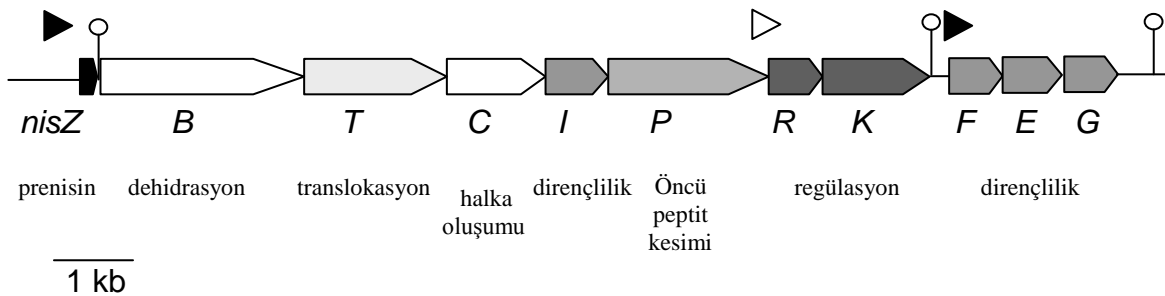 nisZ B T C I P R K F E G
prenisin dehidrasyon translokasyon halka oluşumu dirençlilik Öncü peptit kesimi regülasyon dirençlilik
1 kb